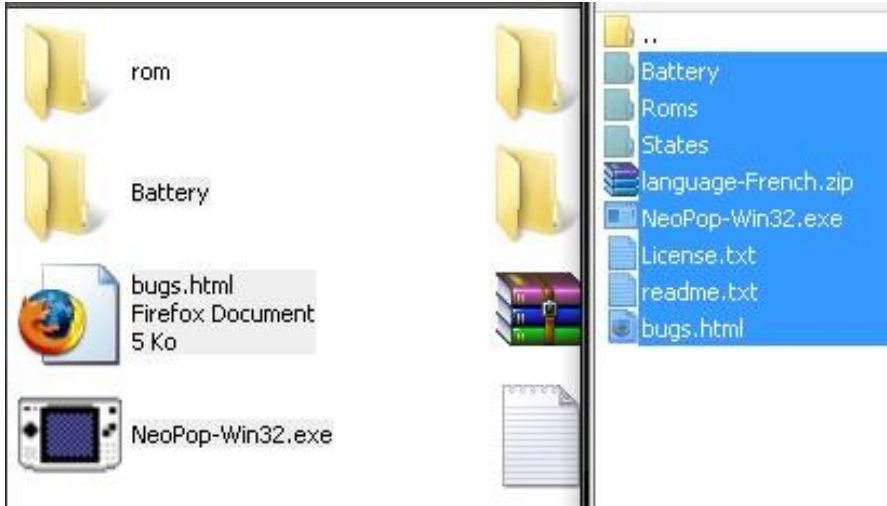 rom
Battery
bugs.html
Firefox Document
5 Ko
NeoPop-Win32.exe
..
Battery
Roms
States
language-French.zip
NeoPop-Win32.exe
License.txt
readme.txt
bugs.html